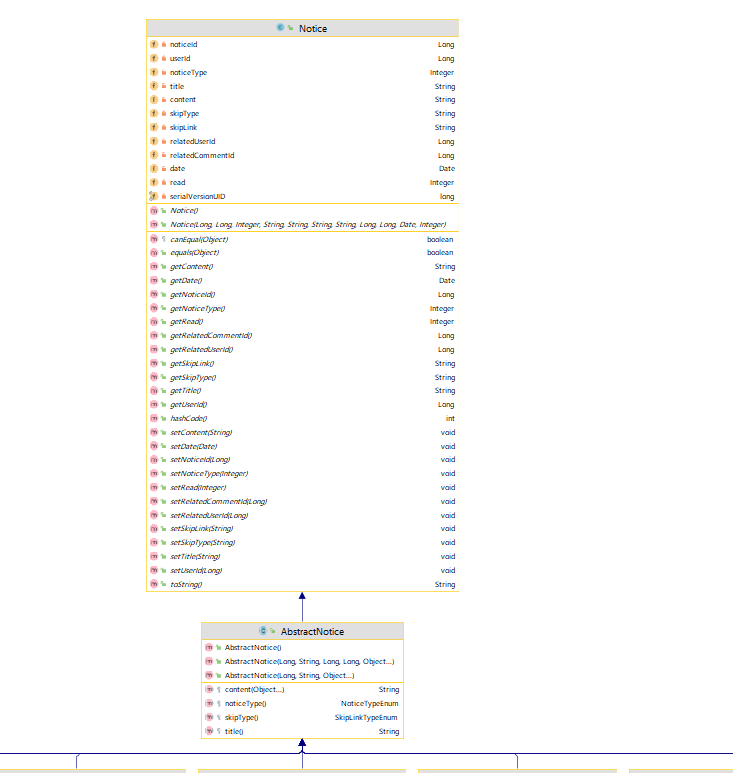 Notice
noticeId Long
userId Long
noticeType Integer
title String
content String
skipType String
skipLink String
relatedUserId Long
relatedCommentId Long
date Date
read Integer
serialVersionUID long
Notice()
Notice(Long, Long, Integer, String, String, String, String, Long, Long, Date, Integer)
canEqual(Object) boolean
equals(Object) boolean
getContent() String
getDate() Date
getNoticeId() Long
getNoticeType() Integer
getRead() Integer
getRelatedCommentId() Long
getRelatedUserId() Long
getSkipLink() String
getSkipType() String
getTitle() String
getUserId() Long
hashCode() int
setContent(String) void
setDate(Date) void
setNoticeId(Long) void
setNoticeType(Integer) void
setRead(Integer) void
setRelatedCommentId(Long) void
setRelatedUserId(Long) void
setSkipLink(String) void
setSkipType(String) void
setTitle(String) void
setUserId(Long) void
toString() String
AbstractNotice
AbstractNotice()
AbstractNotice(Long, String, Long, Long, Object...)
AbstractNotice(Long, String, Object...)
content(Object...) String
noticeType() NoticeTypeEnum
skipType() SkipLinkTypeEnum
title() String